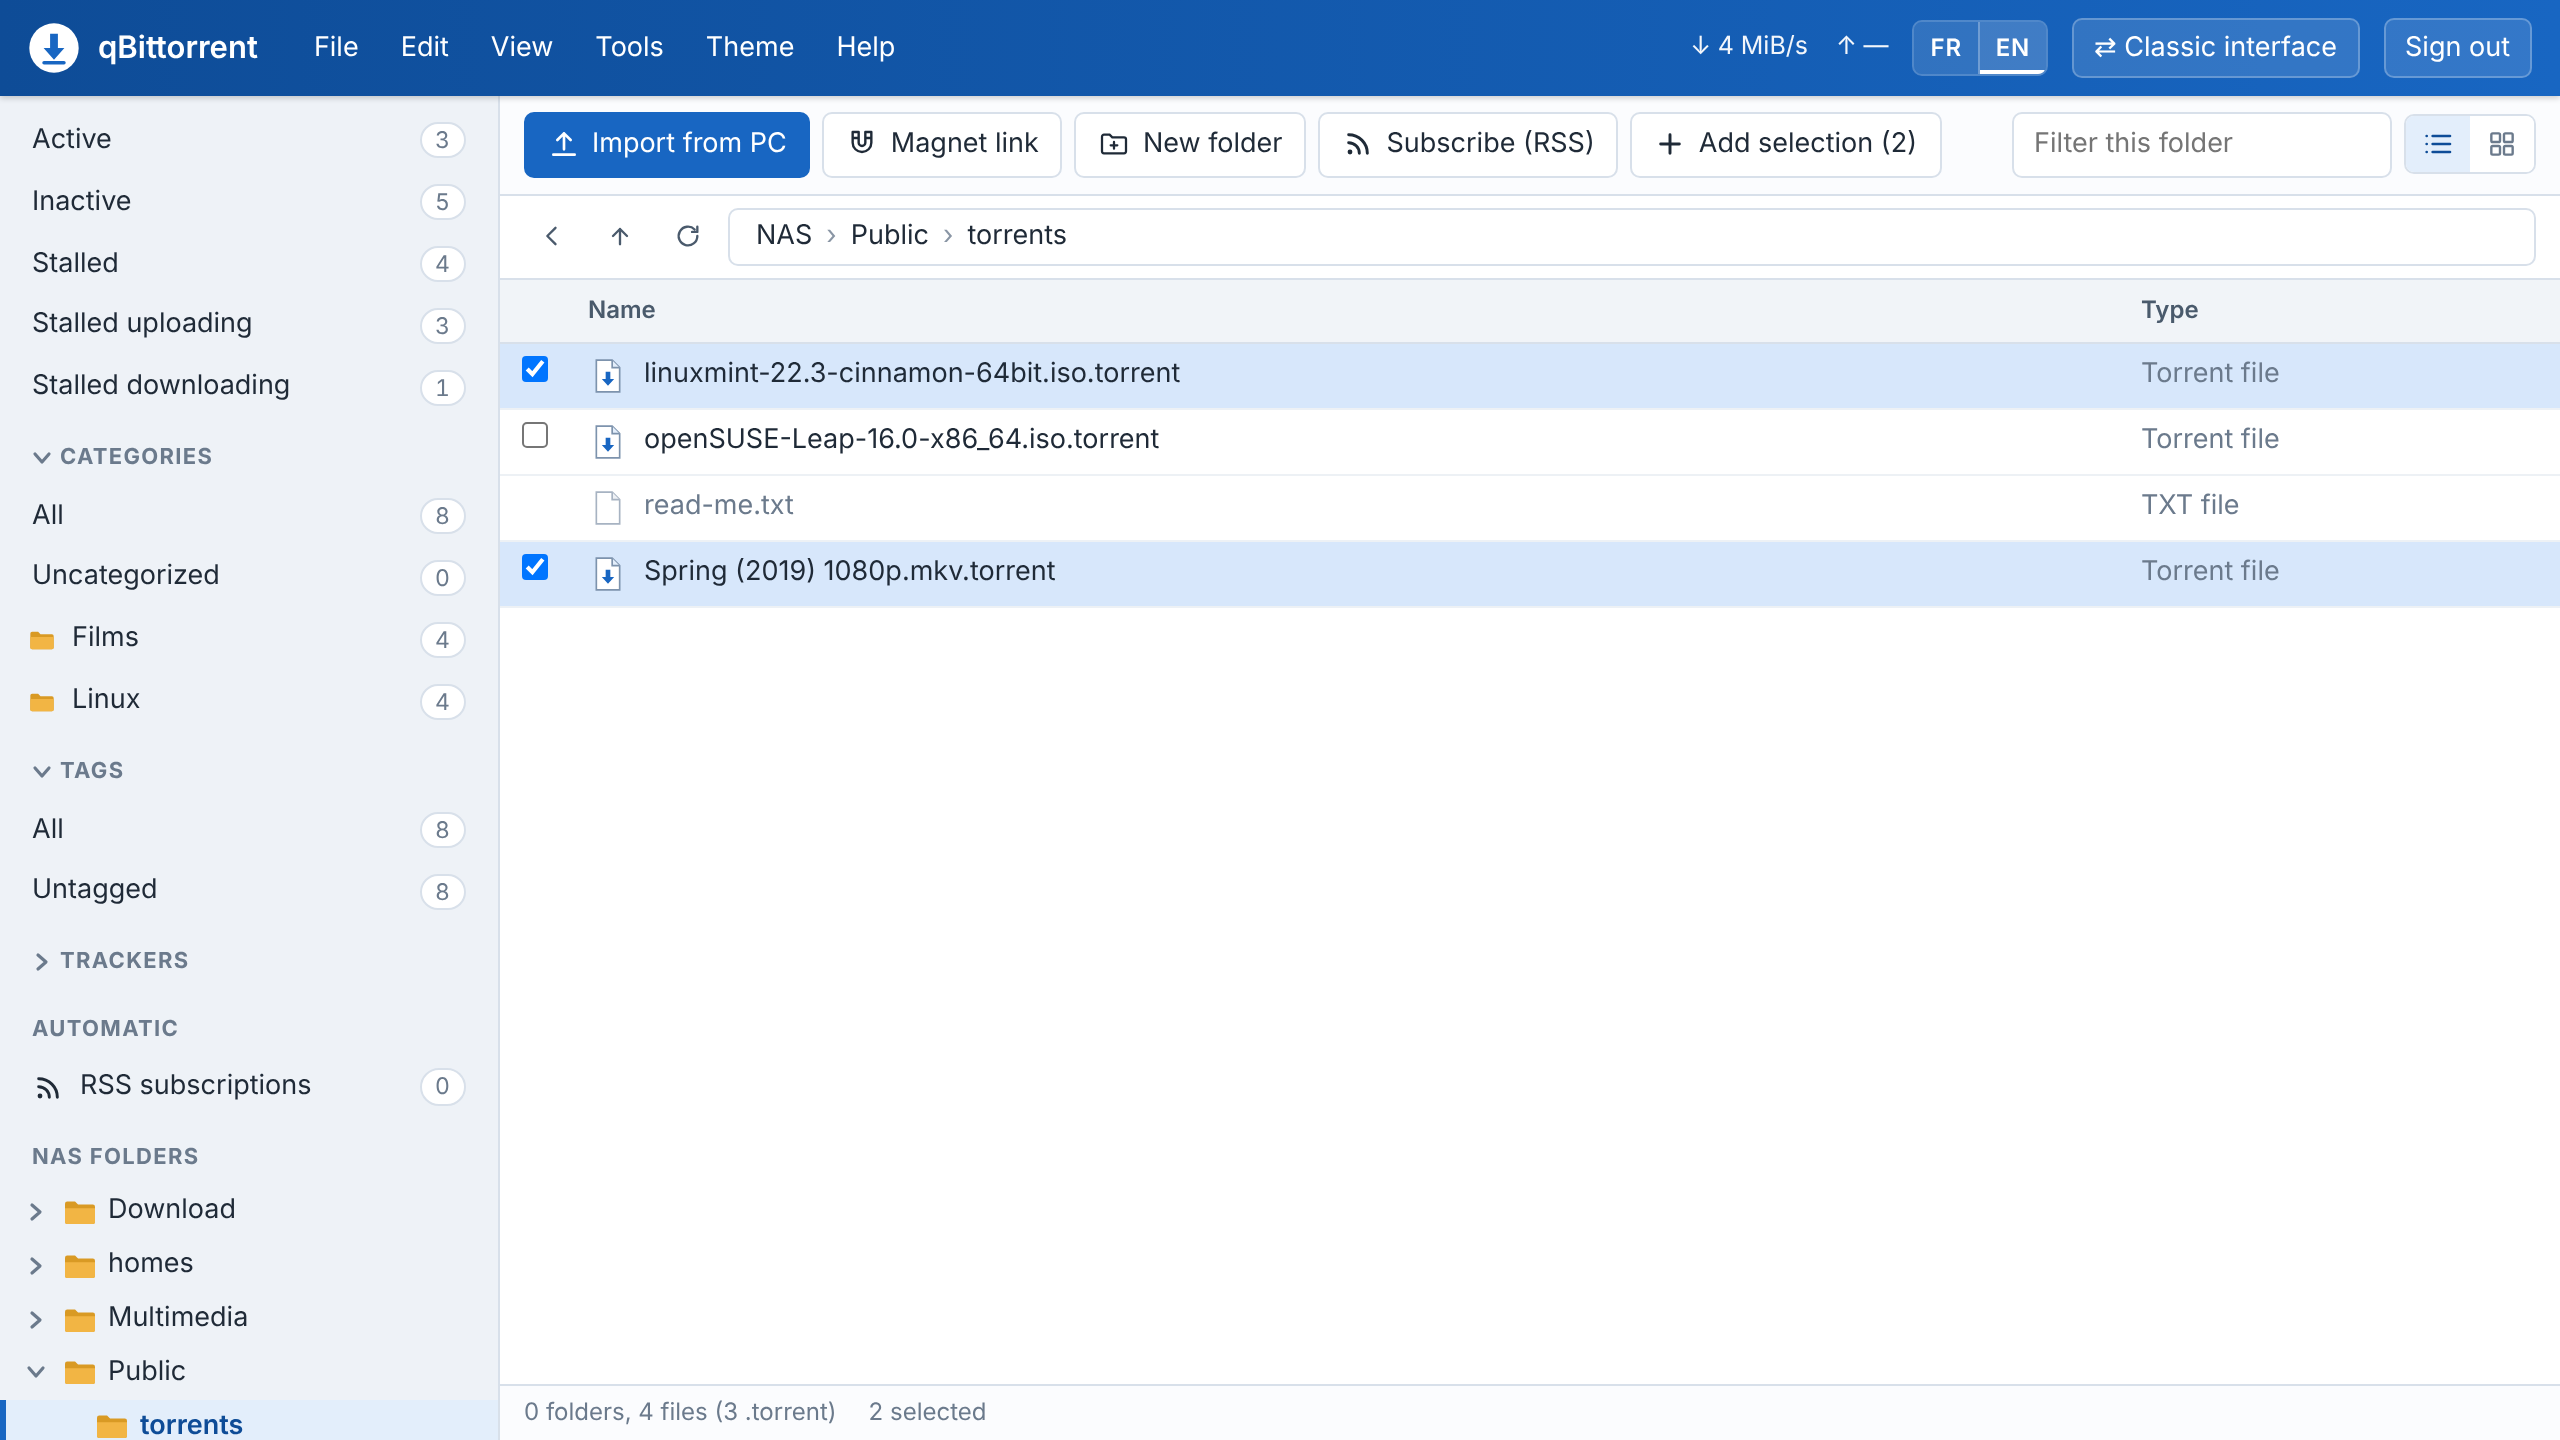 qBittorrent File Edit View Tools Theme Help ↓ 4 MiB/s ↑ — FR EN ⇄ Classic interface Sign out
Active 3
Inactive 5
Stalled 4
Stalled uploading 3
Stalled downloading 1
CATEGORIES
All 8
Uncategorized 0
Films 4
Linux 4
TAGS
All 8
Untagged 8
TRACKERS
AUTOMATIC
RSS subscriptions 0
NAS FOLDERS
Download
homes
Multimedia
Public
torrents
Import from PC Magnet link New folder Subscribe (RSS) Add selection (2) Filter this folder
NAS › Public › torrents
Name Type
linuxmint-22.3-cinnamon-64bit.iso.torrent Torrent file
openSUSE-Leap-16.0-x86_64.iso.torrent Torrent file
read-me.txt TXT file
Spring (2019) 1080p.mkv.torrent Torrent file
0 folders, 4 files (3 .torrent) 2 selected